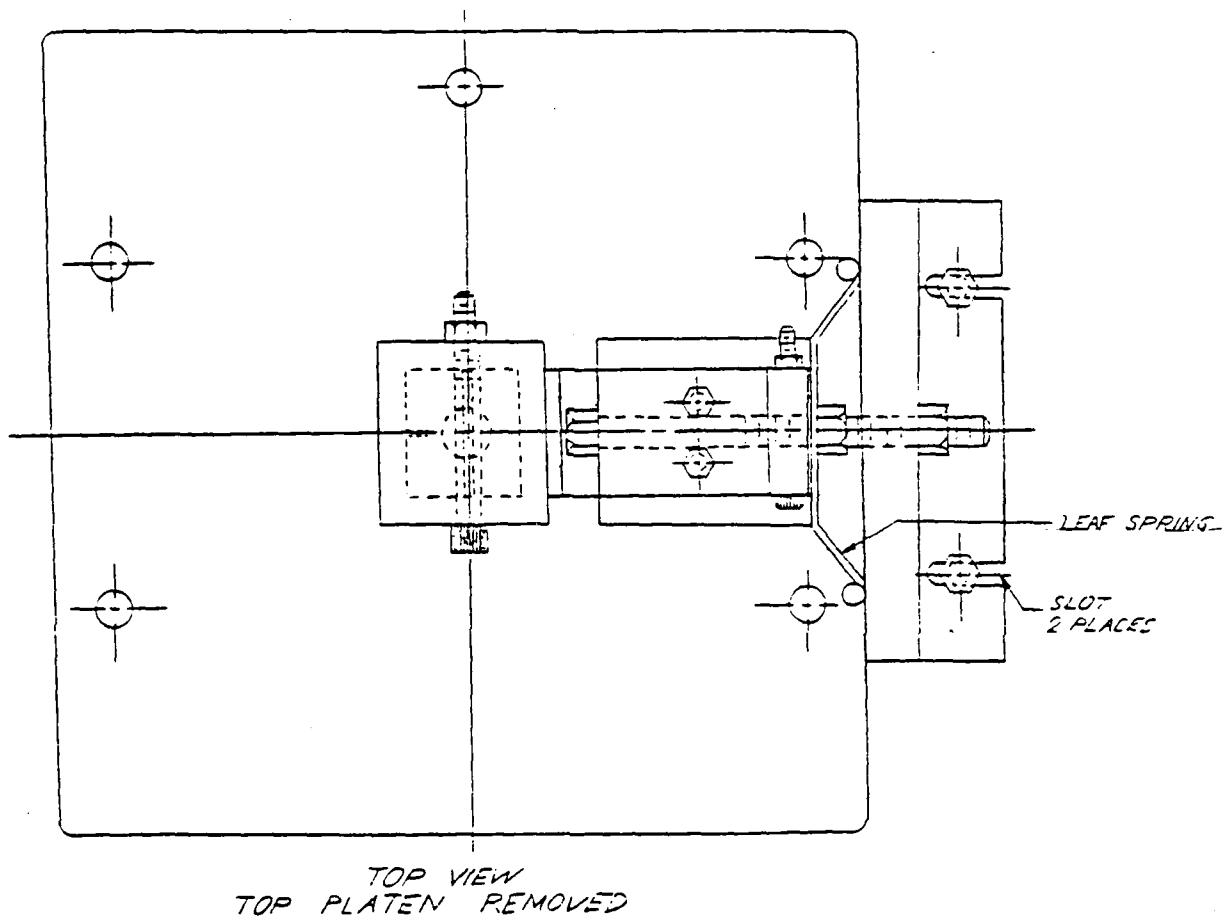 LEAF SPRING
SLOT
2 PLACES
TOP VIEW
TOP PLATEN REMOVED